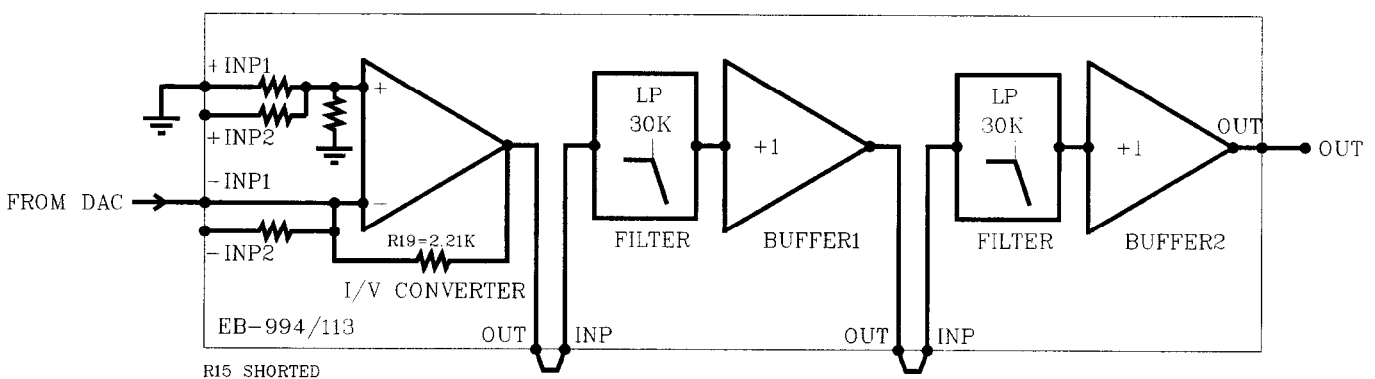 +INP1
+
+INP2
-INP1
FROM DAC
-
-INP2
R19=2.21K
I/V CONVERTER
EB-994/113
R15 SHORTED
OUT
INP
LP
30K
FILTER
+1
BUFFER1
OUT
INP
LP
30K
FILTER
+1
BUFFER2
OUT
OUT